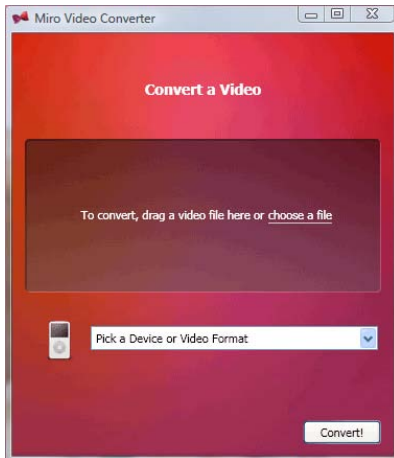 Miro Video Converter
Convert a Video
To convert, drag a video file here or choose a file
Pick a Device or Video Format
Convert!